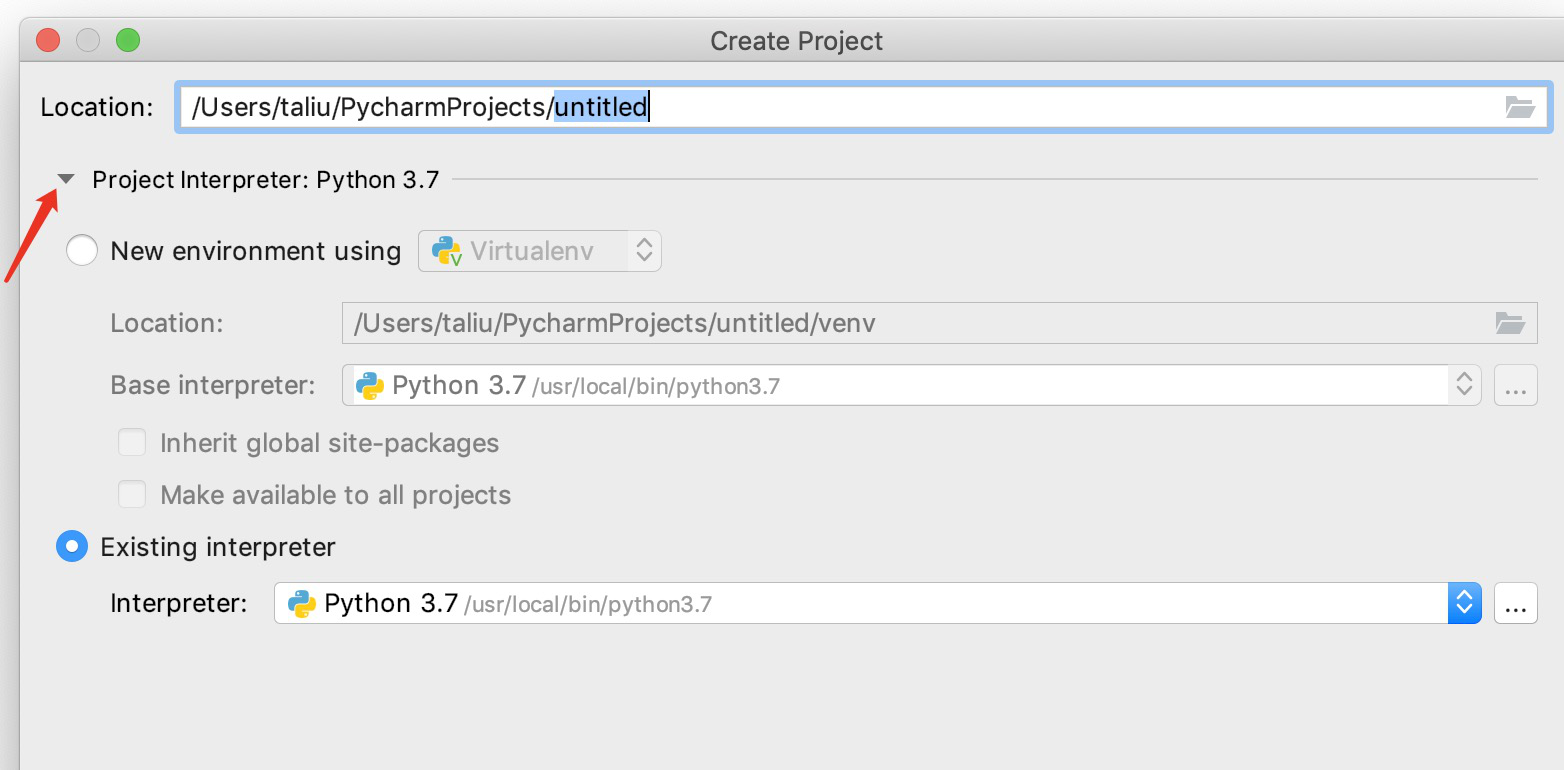 Create Project
Location: /Users/taliu/PycharmProjects/untitled
Project Interpreter: Python 3.7
New environment using Virtualenv
Location: /Users/taliu/PycharmProjects/untitled/venv
Base interpreter: Python 3.7 /usr/local/bin/python3.7 ...
Inherit global site-packages
Make available to all projects
Existing interpreter
Interpreter: Python 3.7 /usr/local/bin/python3.7 ...